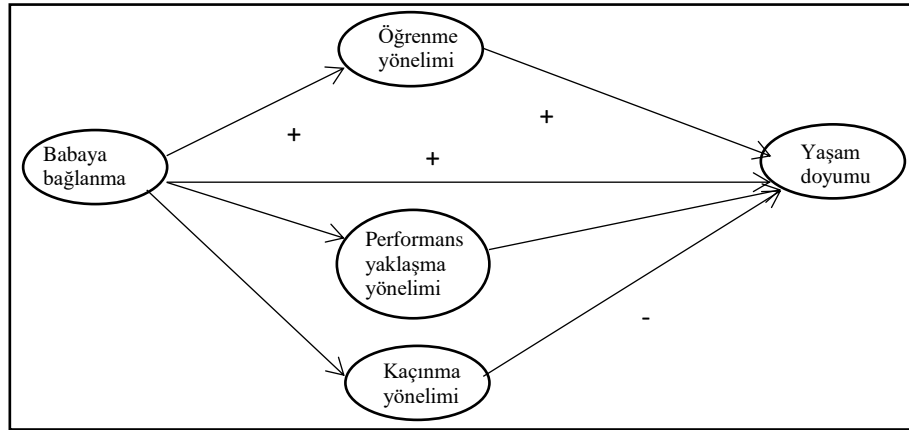 Öğrenme
yönelimi
+
+
+
Babaya
bağlanma
Yaşam
doyumu
Performans
yaklaşma
yönelimi
-
Kaçınma
yönelimi